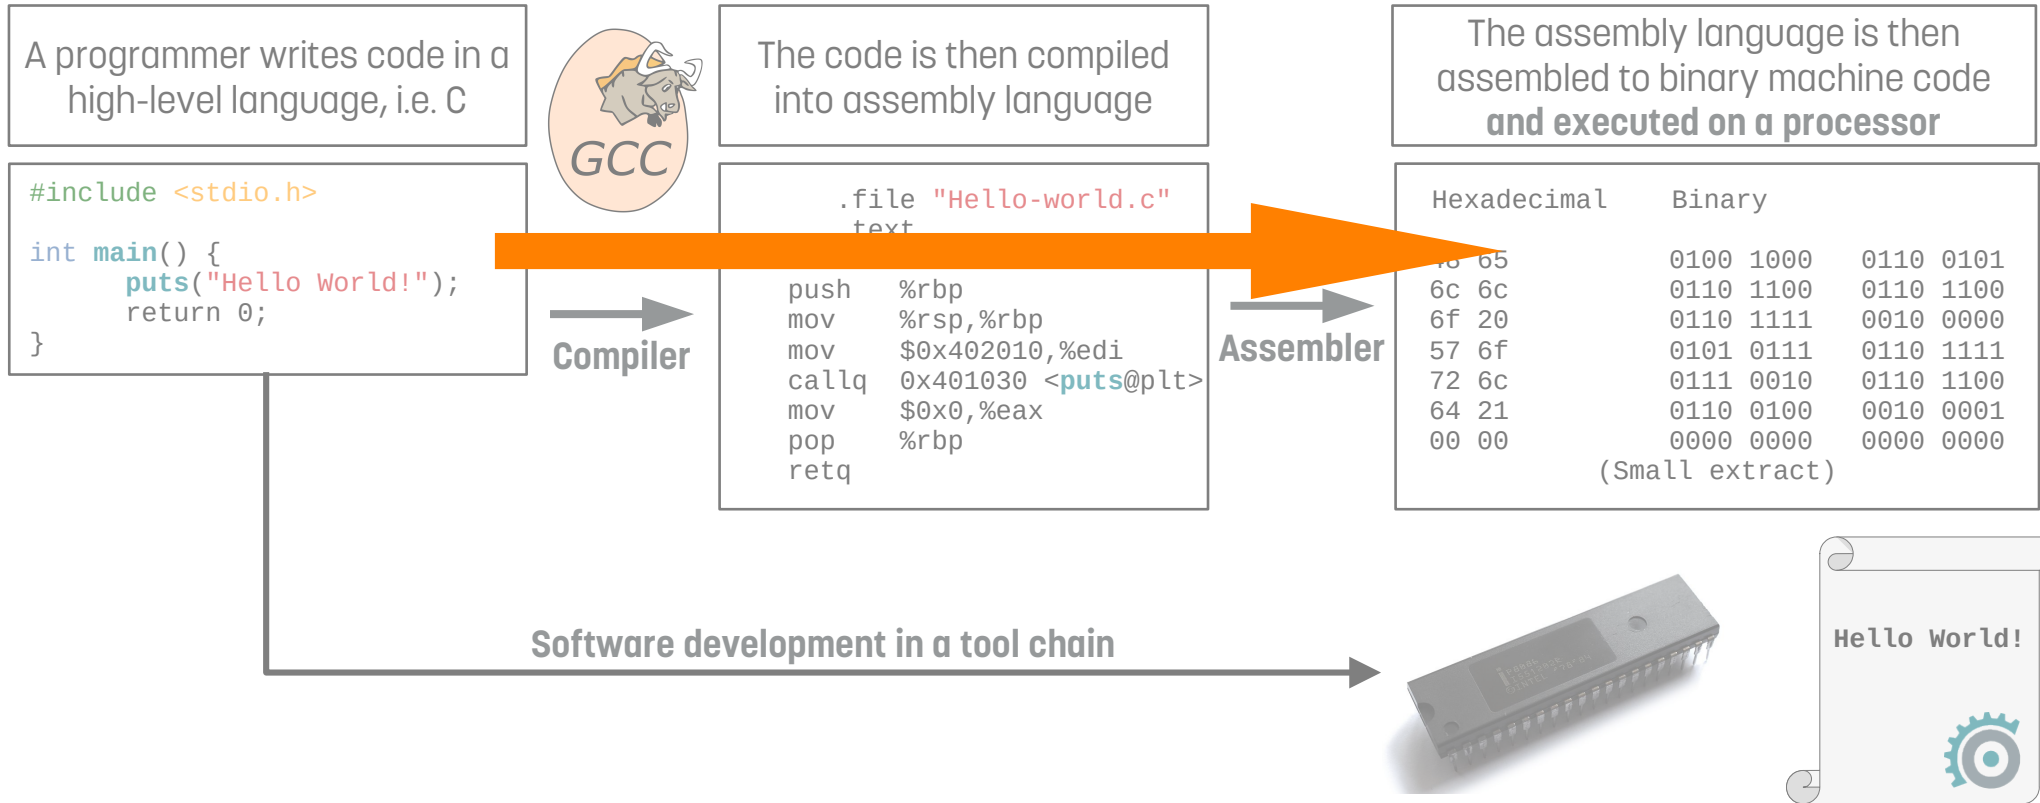 A programmer writes code in a
high-level language, i.e. C
GCC
The code is then compiled
into assembly language
The assembly language is then
assembled to binary machine code
and executed on a processor
#include <stdio.h>
int main() {
puts("Hello World!");
return 0;
}
Compiler
.file "Hello-world.c"
.text
push %rbp
mov %rsp,%rbp
mov $0x402010,%edi
callq 0x401030 <puts@plt>
mov $0x0,%eax
pop %rbp
retq
Assembler
Hexadecimal Binary
48 65 0100 1000 0110 0101
6c 6c 0110 1100 0110 1100
6f 20 0110 1111 0010 0000
57 6f 0101 0111 0110 1111
72 6c 0111 0010 0110 1100
64 21 0110 0100 0010 0001
00 00 0000 0000 0000 0000
(Small extract)
Software development in a tool chain
Hello World!